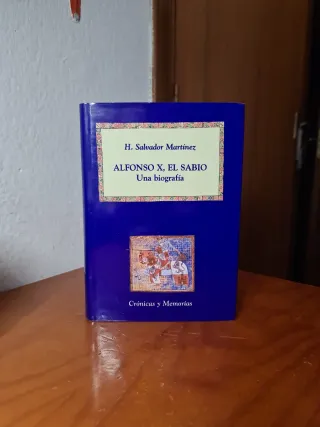 H. Salvador Martínez
ALFONSO X, EL SABIO
Una biografía
Crónicas y Memorias